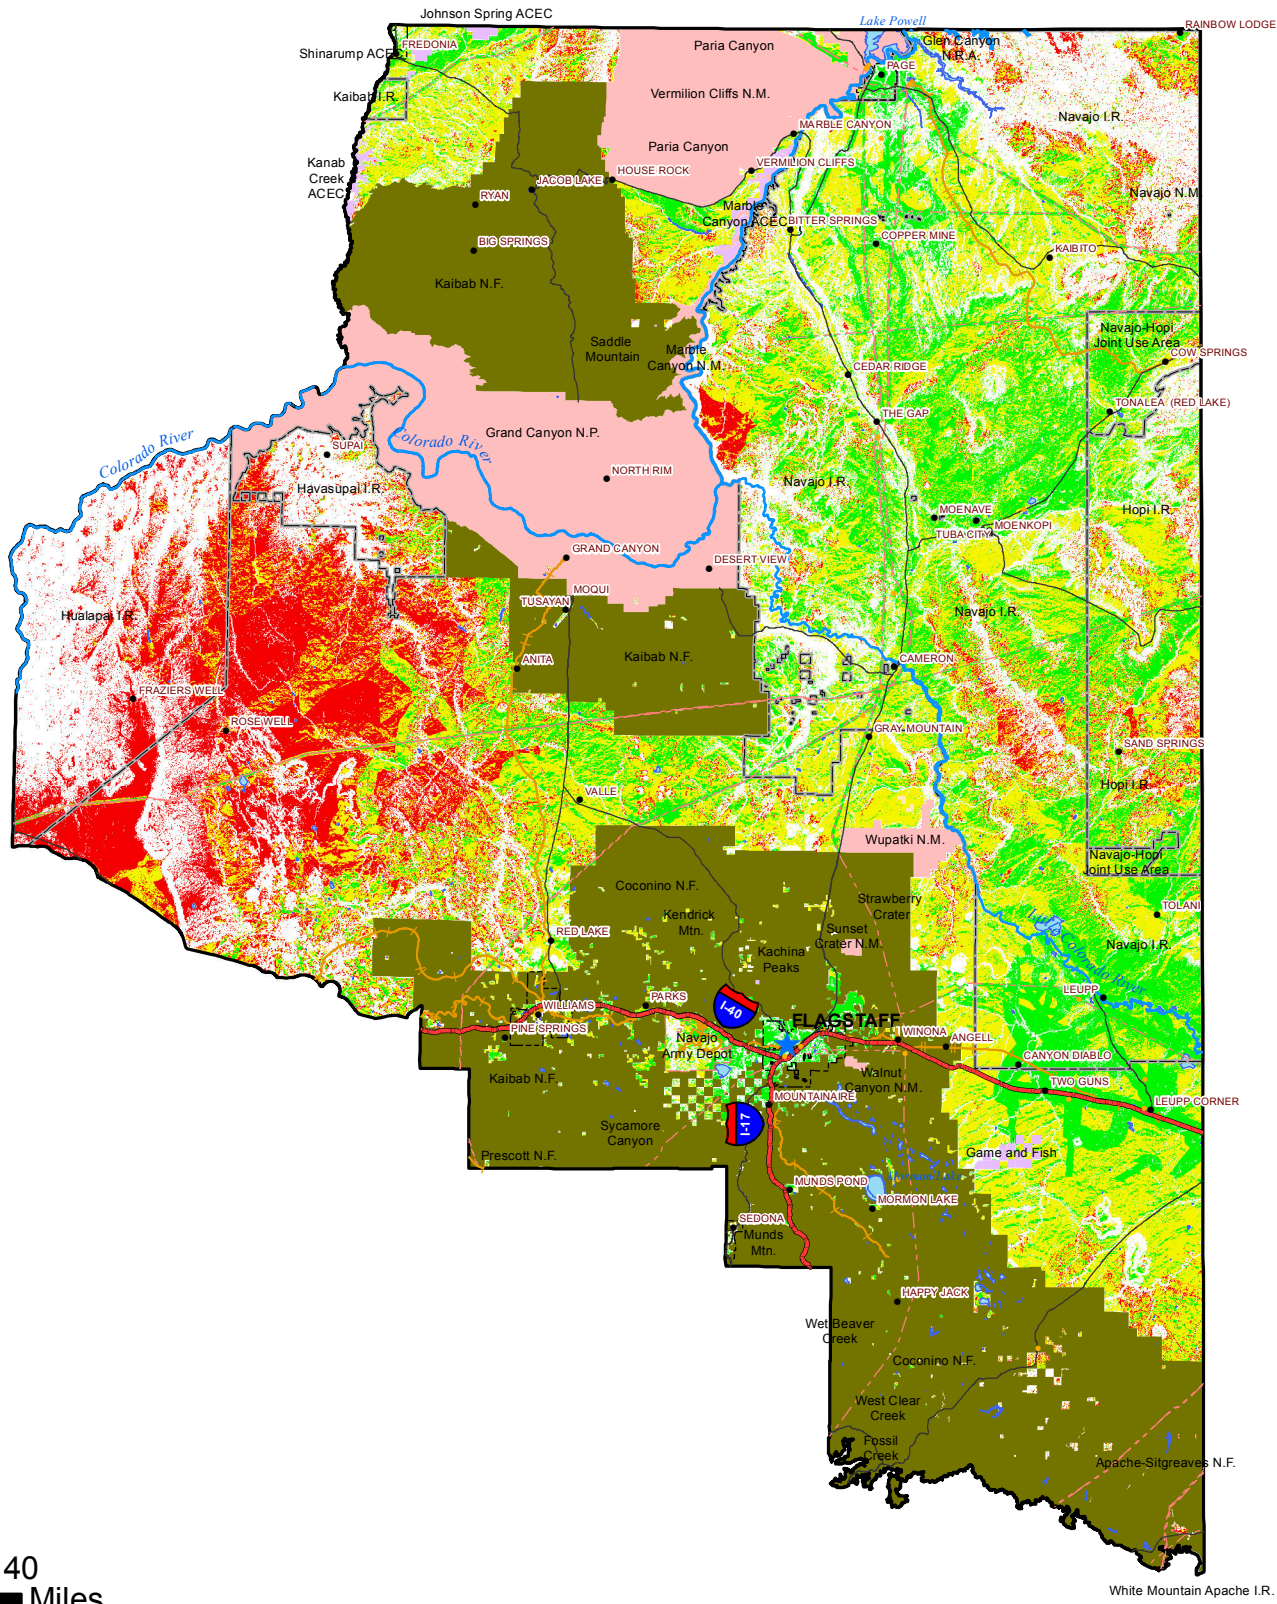 Johnson Spring ACEC
Lake Powell
RAINBOW LODGE
FREDONIA
Paria Canyon
Glen Canyon
N.R.A.
Shinarump ACEC
PAGE
Kaibab I.R.
Vermilion Cliffs N.M.
Navajo I.R.
MARBLE CANYON
Paria Canyon
Kanab
Creek
ACEC
HOUSE ROCK
VERMILION CLIFFS
JACOB LAKE
RYAN
Navajo N.M.
Marble
Canyon ACEC
BITTER SPRINGS
COPPER MINE
BIG SPRINGS
KAIBITO
Kaibab N.F.
Navajo-Hopi
Joint Use Area
Saddle
Mountain
Marble
Canyon N.M.
COW SPRINGS
CEDAR RIDGE
TONALEA (RED LAKE)
THE GAP
Colorado River
Grand Canyon N.P.
Colorado River
SUPAI
NORTH RIM
Havasupai I.R.
Navajo I.R.
MOENAVE
Hopi I.R.
MOENKOPI
TUBA CITY
GRAND CANYON
DESERT VIEW
MOQUI
TUSAYAN
Hualapai I.R.
Navajo I.R.
ANITA
Kaibab N.F.
CAMERON
FRAZIERS WELL
ROSE WELL
GRAY MOUNTAIN
SAND SPRINGS
Hopi I.R.
VALLE
Wupatki N.M.
Navajo-Hopi
Joint Use Area
Coconino N.F.
Strawberry
Crater
Kendrick
Mtn.
TOLANI
Sunset
Crater N.M.
Little Colorado River
RED LAKE
Kachina
Peaks
Navajo I.R.
LEUPP
WILLIAMS
PARKS
I-40
FLAGSTAFF
PINE SPRINGS
WINONA
ANGELL
Navajo
Army Depot
CANYON DIABLO
Kaibab N.F.
Walnut
Canyon N.M.
TWO GUNS
MOUNTAINAIRE
LEUPP CORNER
I-17
Sycamore
Canyon
Game and Fish
Prescott N.F.
Mormon Lake
MUNDS POND
MORMON LAKE
SEDONA
Munds
Mtn.
HAPPY JACK
Wet Beaver
Creek
Coconino N.F.
West Clear
Creek
Fossil
Creek
Apache-Sitgreaves N.F.
40
Miles
White Mountain Apache I.R.